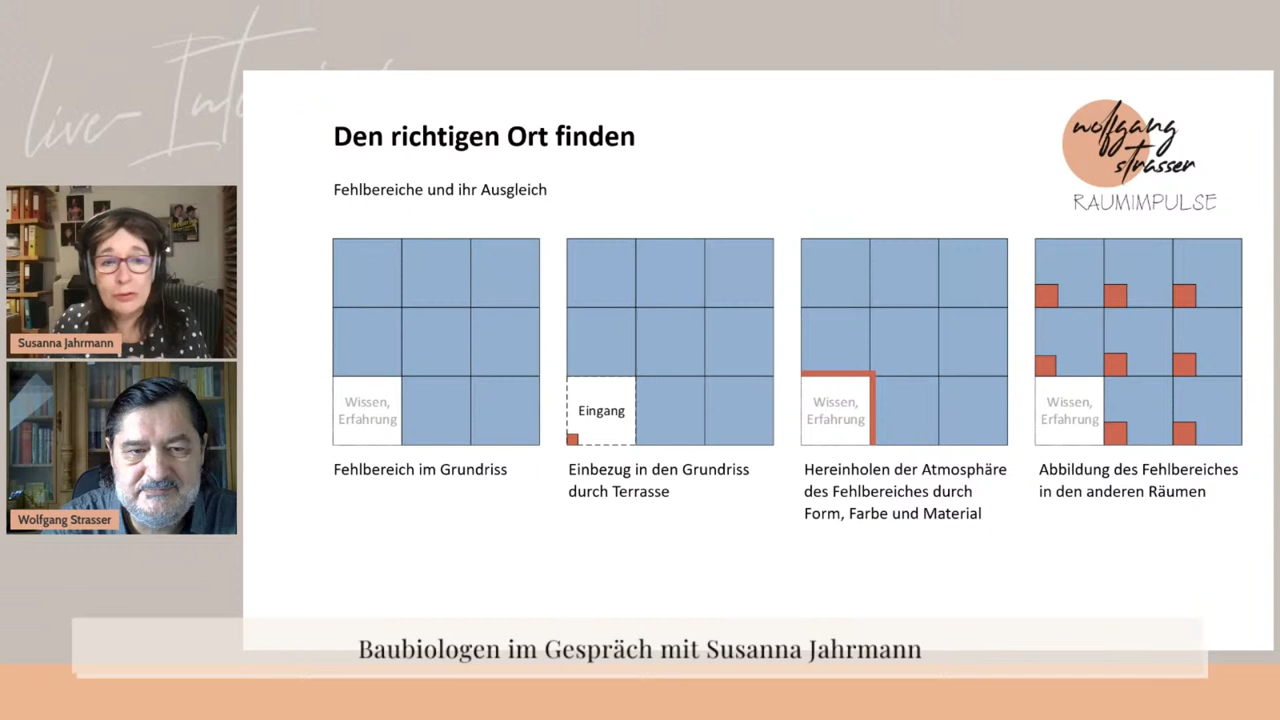 live-
Den richtigen Ort finden
Fehlbereiche und ihr Ausgleich
wolfgang
strasser
RAUMIMPULSE
Susanna Jahrmann
Wolfgang Strasser
Wissen,
Erfahrung
Eingang
Wissen,
Erfahrung
Wissen,
Erfahrung
Fehlbereich im Grundriss
Einbezug in den Grundriss
durch Terrasse
Hereinholen der Atmosphäre
des Fehlbereiches durch
Form, Farbe und Material
Abbildung des Fehlbereiches
in den anderen Räumen
Baubiologen im Gespräch mit Susanna Jahrmann